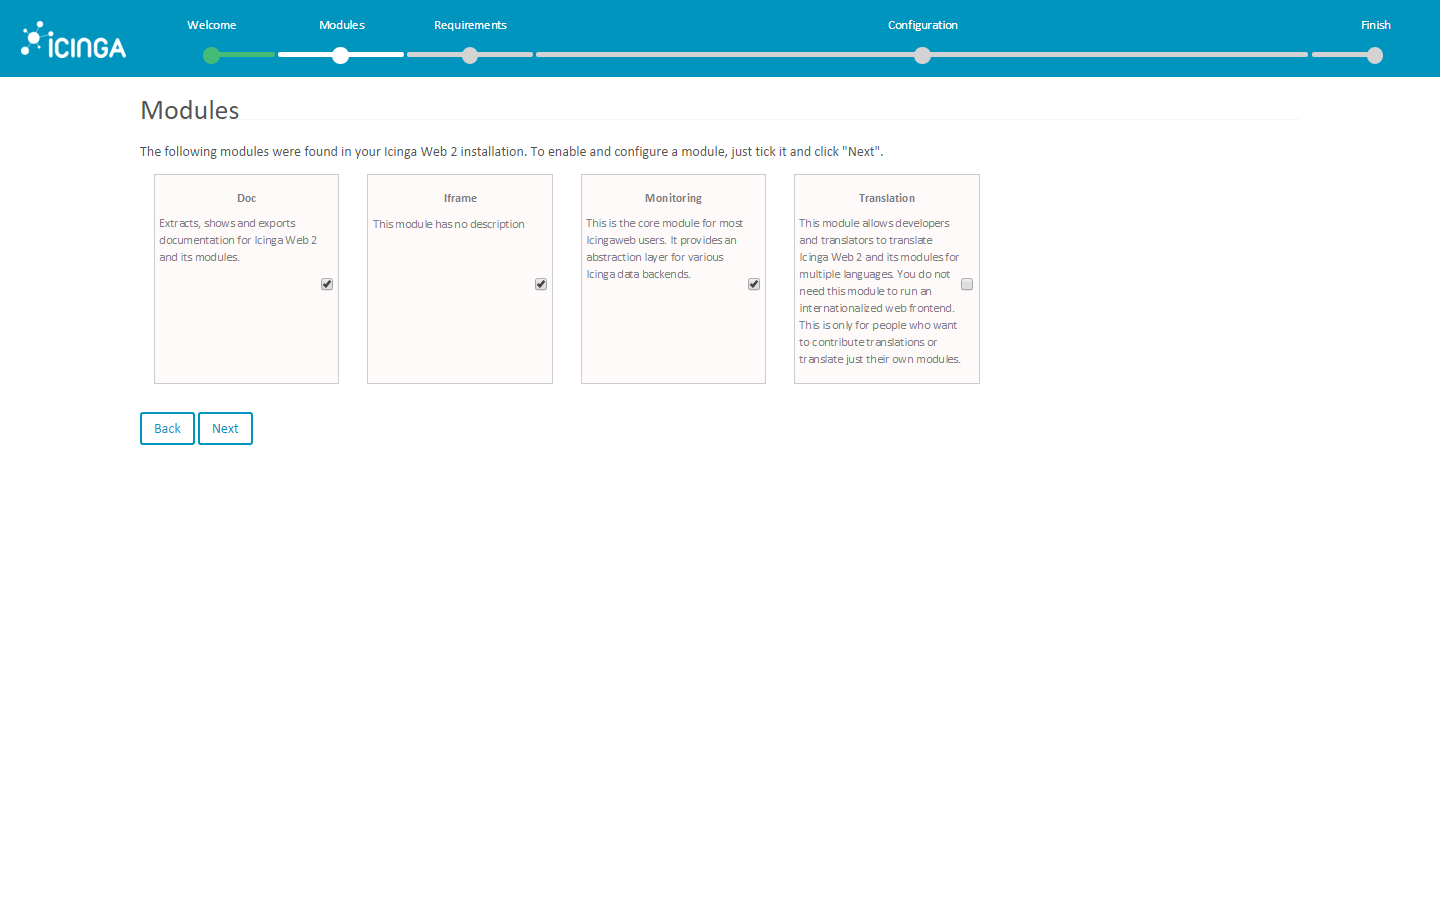 Welcome
Modules
Requirements
Configuration
Finish
ICINGA
Modules
The following modules were found in your Icinga Web 2 installation. To enable and configure a module, just tick it and click "Next".
Doc
Extracts, shows and exports
documentation for Icinga Web 2
and its modules.
Iframe
This module has no description
Monitoring
This is the core module for most
Icingaweb users. It provides an
abstraction layer for various
Icinga data backends.
Translation
This module allows developers
and translators to translate
Icinga Web 2 and its modules for
multiple languages. You do not
need this module to run an
internationalized web frontend.
This is only for people who want
to contribute translations or
translate just their own modules.
Back
Next